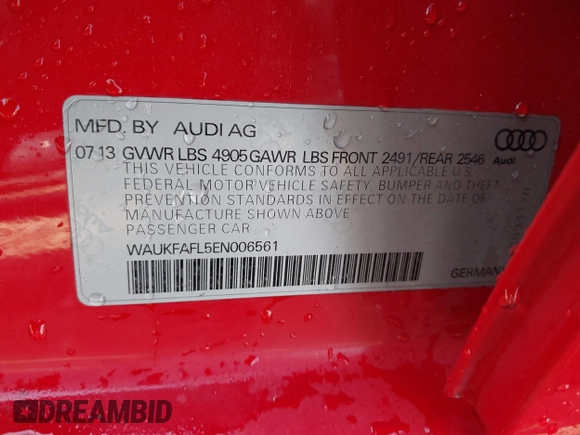 MFD. BY AUDI AG
07 13 GVWR LBS 4905 GAWR LBS FRONT 2491/REAR 2546
Audi
THIS VEHICLE CONFORMS TO ALL APPLICABLE U.S.
FEDERAL MOTOR VEHICLE SAFETY, BUMPER AND THEFT
PREVENTION STANDARDS IN EFFECT ON THE DATE OF
MANUFACTURE SHOWN ABOVE
PASSENGER CAR
WAUKFAFL5EN006561
GERMANY
DREAMBID